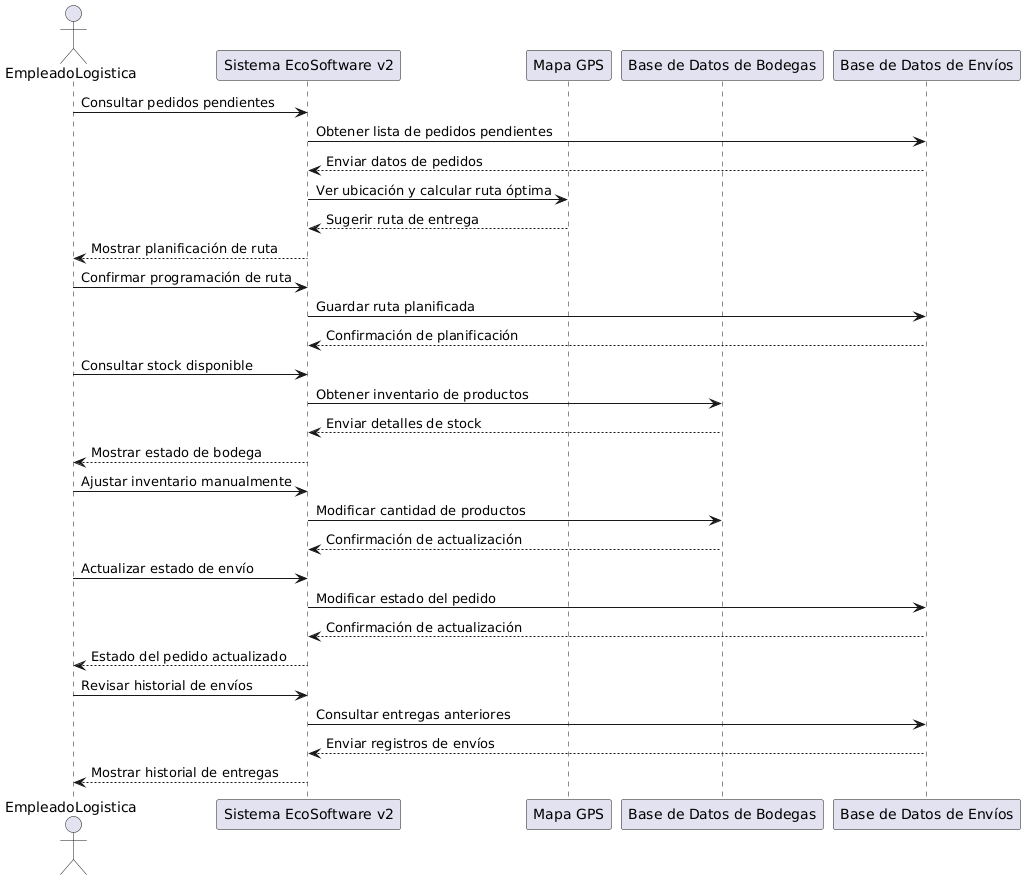 EmpleadoLogistica
Sistema EcoSoftware v2
Mapa GPS
Base de Datos de Bodegas
Base de Datos de Envíos
Consultar pedidos pendientes
Obtener lista de pedidos pendientes
Enviar datos de pedidos
Ver ubicación y calcular ruta óptima
Sugerir ruta de entrega
Mostrar planificación de ruta
Confirmar programación de ruta
Guardar ruta planificada
Confirmación de planificación
Consultar stock disponible
Obtener inventario de productos
Enviar detalles de stock
Mostrar estado de bodega
Ajustar inventario manualmente
Modificar cantidad de productos
Confirmación de actualización
Actualizar estado de envío
Modificar estado del pedido
Confirmación de actualización
Estado del pedido actualizado
Revisar historial de envíos
Consultar entregas anteriores
Enviar registros de envíos
Mostrar historial de entregas
EmpleadoLogistica
Sistema EcoSoftware v2
Mapa GPS
Base de Datos de Bodegas
Base de Datos de Envíos